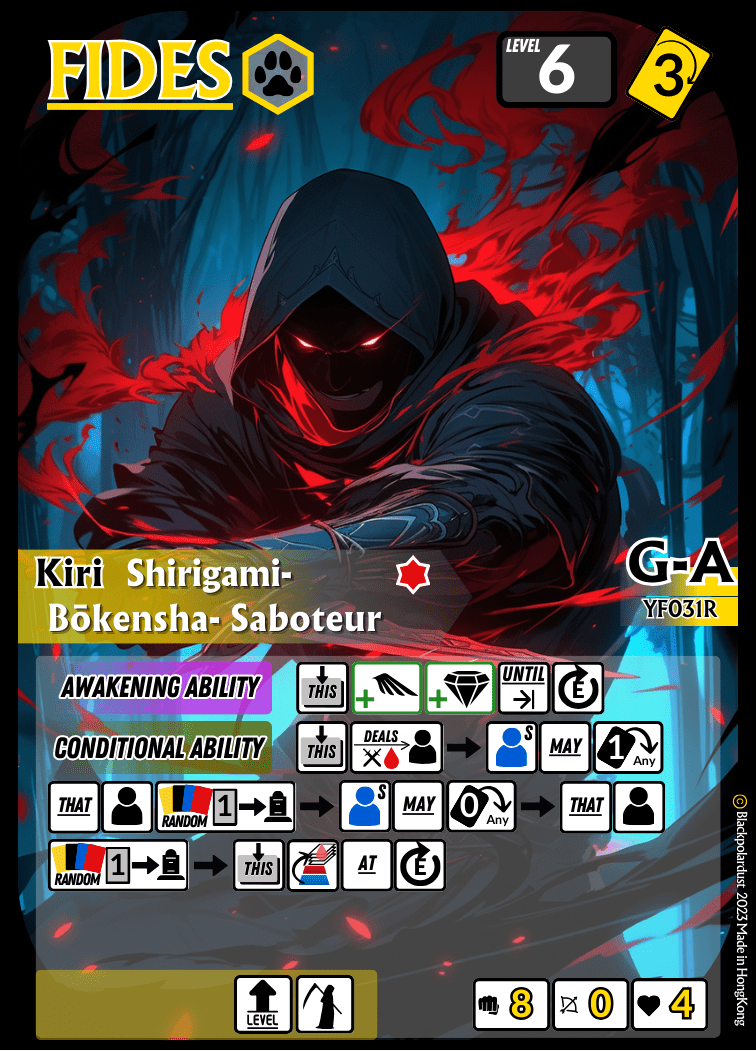 FIDES
LEVEL 6
3
Kiri Shirigami-
Bōkensha- Saboteur
G-A
YF031R
AWAKENING ABILITY THIS + + UNTIL E
CONDITIONAL ABILITY THIS DEALS S MAY 1 Any
THAT RANDOM 1 S MAY 0 Any THAT
RANDOM 1 THIS AT E
LEVEL 8 0 4
© Blackpolardust 2023 Made in HongKong